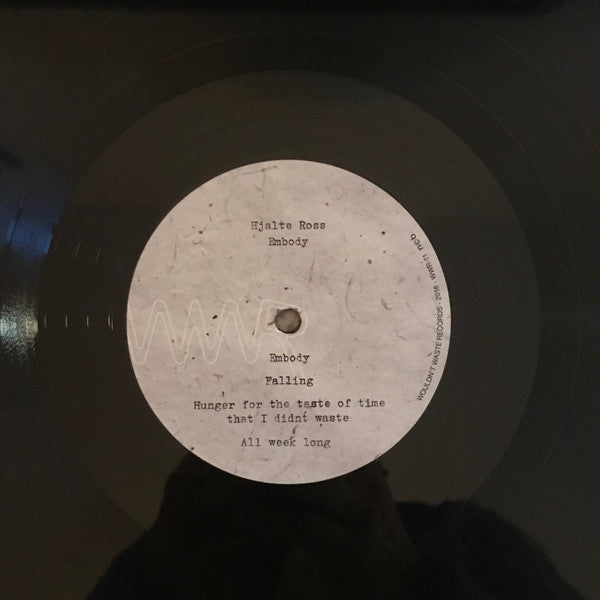 Hjalte Ross
Embody
Embody
Falling
Hunger for the taste of time
that I didnt waste
All week long
WOULDN'T WASTE RECORDS - 2018 - WWR-11 ncb
WWR